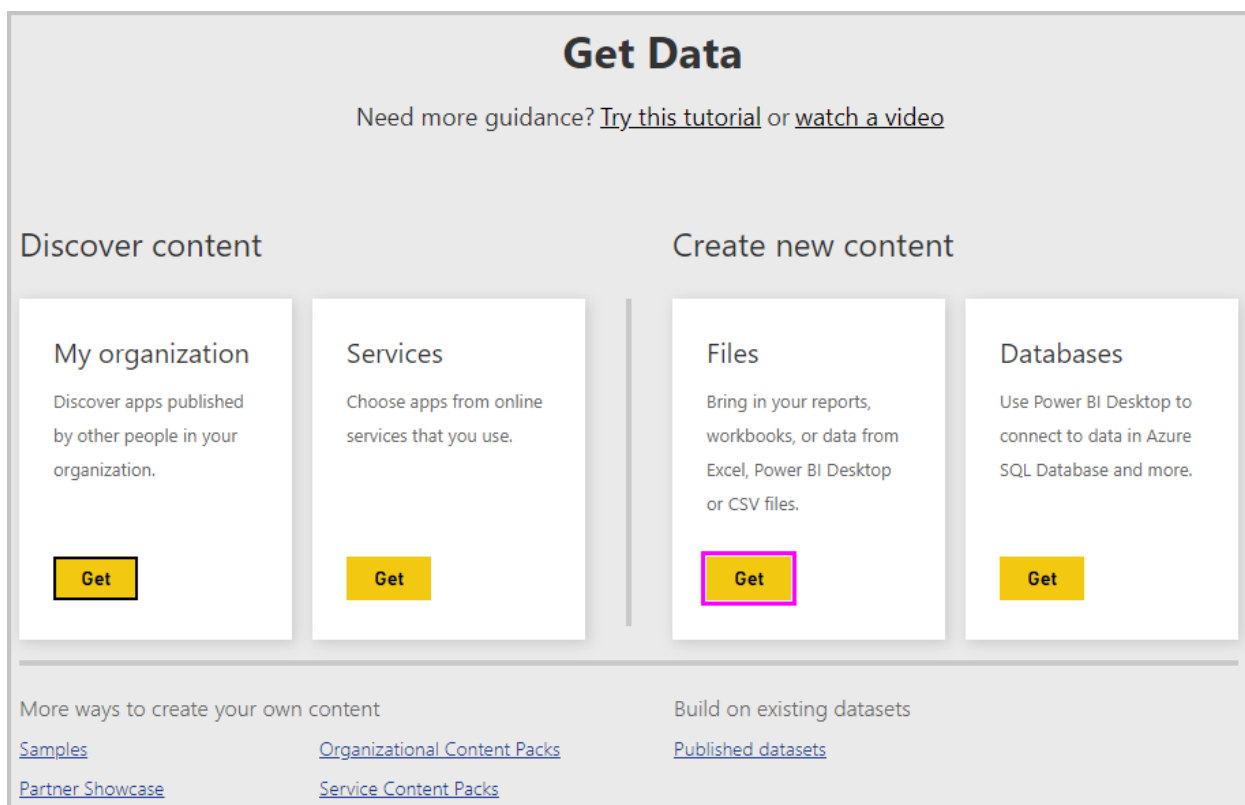 Get Data
Need more guidance? Try this tutorial or watch a video
Discover content
My organization
Discover apps published
by other people in your
organization.
Get
Services
Choose apps from online
services that you use.
Get
Create new content
Files
Bring in your reports,
workbooks, or data from
Excel, Power BI Desktop
or CSV files.
Get
Databases
Use Power BI Desktop to
connect to data in Azure
SQL Database and more.
Get
More ways to create your own content
Samples
Organizational Content Packs
Partner Showcase
Service Content Packs
Build on existing datasets
Published datasets